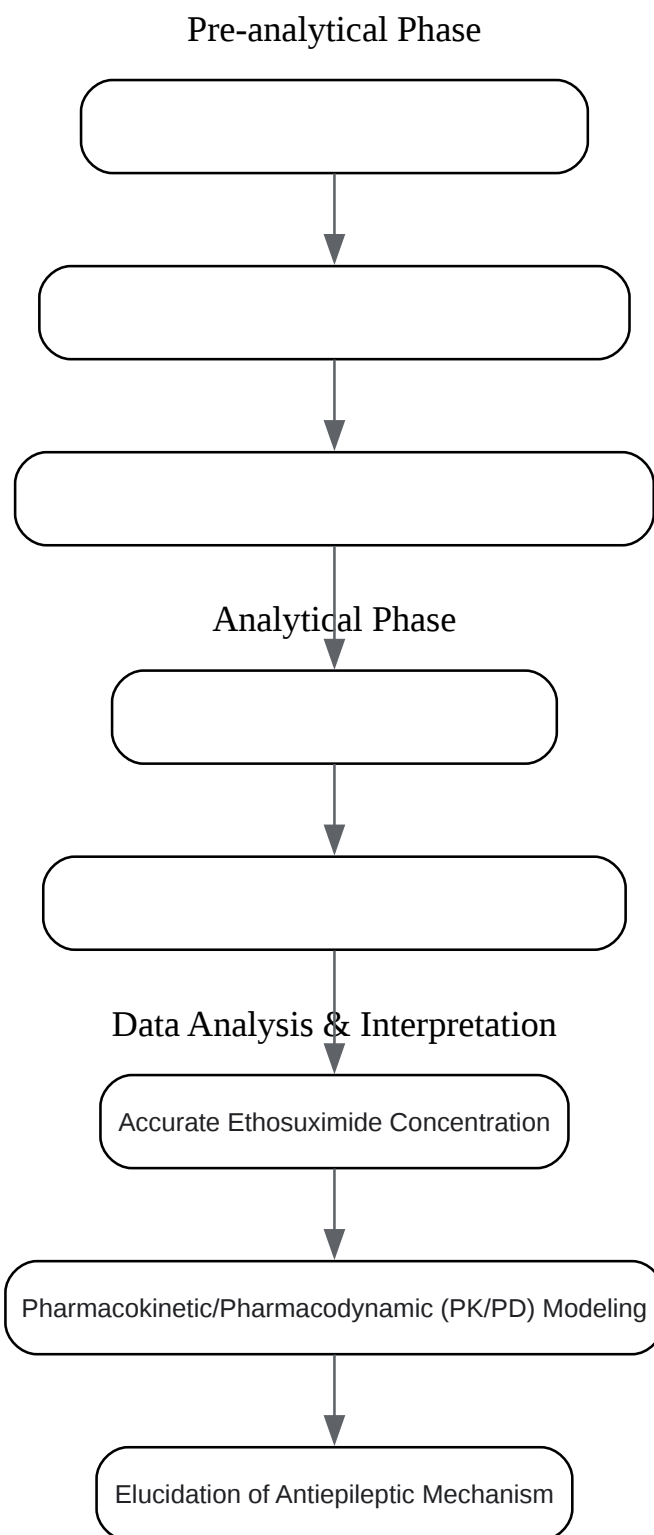 Pre-analytical Phase
Analytical Phase
Data Analysis & Interpretation
Accurate Ethosuximide Concentration
Pharmacokinetic/Pharmacodynamic (PK/PD) Modeling
Elucidation of Antiepileptic Mechanism